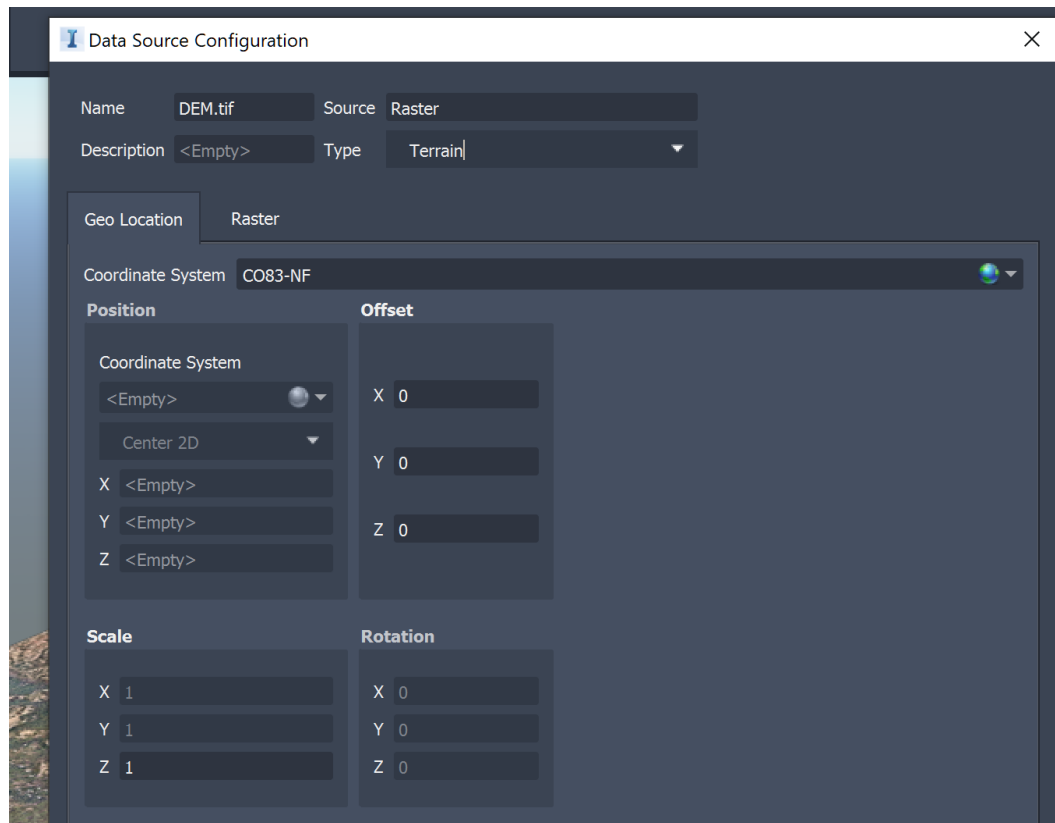 Data Source Configuration
Name DEM.tif Source Raster
Description <Empty> Type Terrain
Geo Location Raster
Coordinate System CO83-NF
Position Offset
Coordinate System
<Empty>
X 0
Center 2D
Y 0
X <Empty>
Y <Empty>
Z 0
Z <Empty>
Scale Rotation
X 1 X 0
Y 1 Y 0
Z 1 Z 0